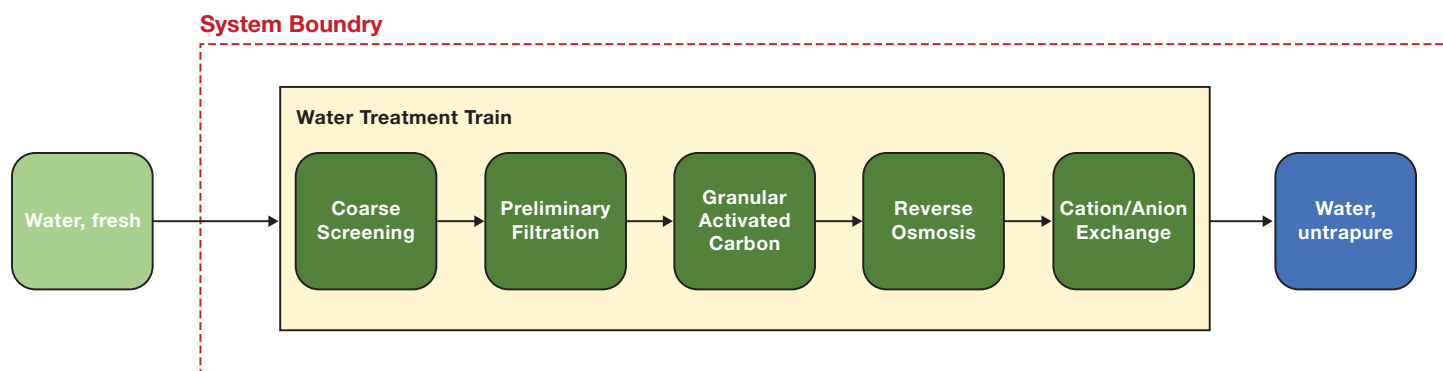 System Boundry
Water Treatment Train
Water, fresh
Coarse
Screening
Preliminary
Filtration
Granular
Activated
Carbon
Reverse
Osmosis
Cation/Anion
Exchange
Water,
untrapure